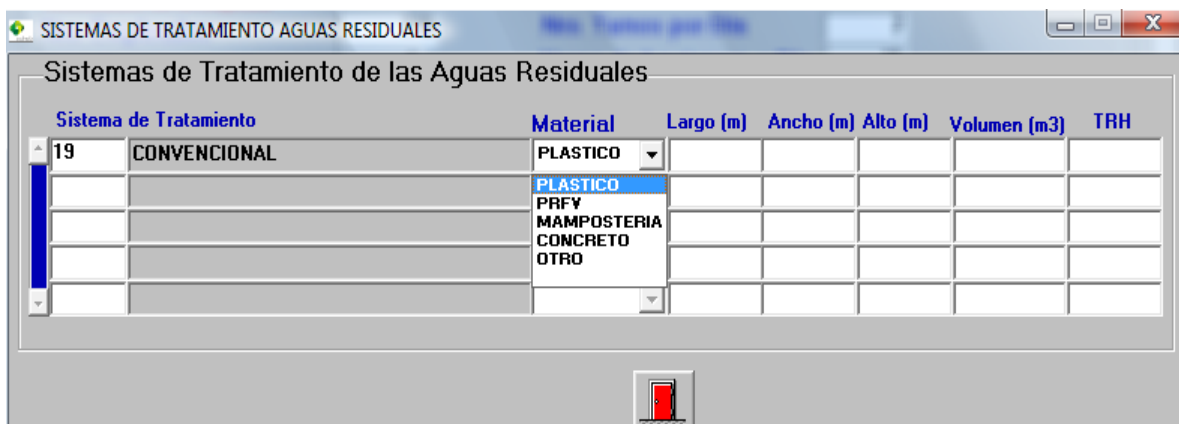 SISTEMAS DE TRATAMIENTO AGUAS RESIDUALES
Sistemas de Tratamiento de las Aguas Residuales
Sistema de Tratamiento Material Largo (m) Ancho (m) Alto (m) Volumen (m3) TRH
19 CONVENCIONAL PLASTICO
PLASTICO
PRFV
MAMPOSTERIA
CONCRETO
OTRO